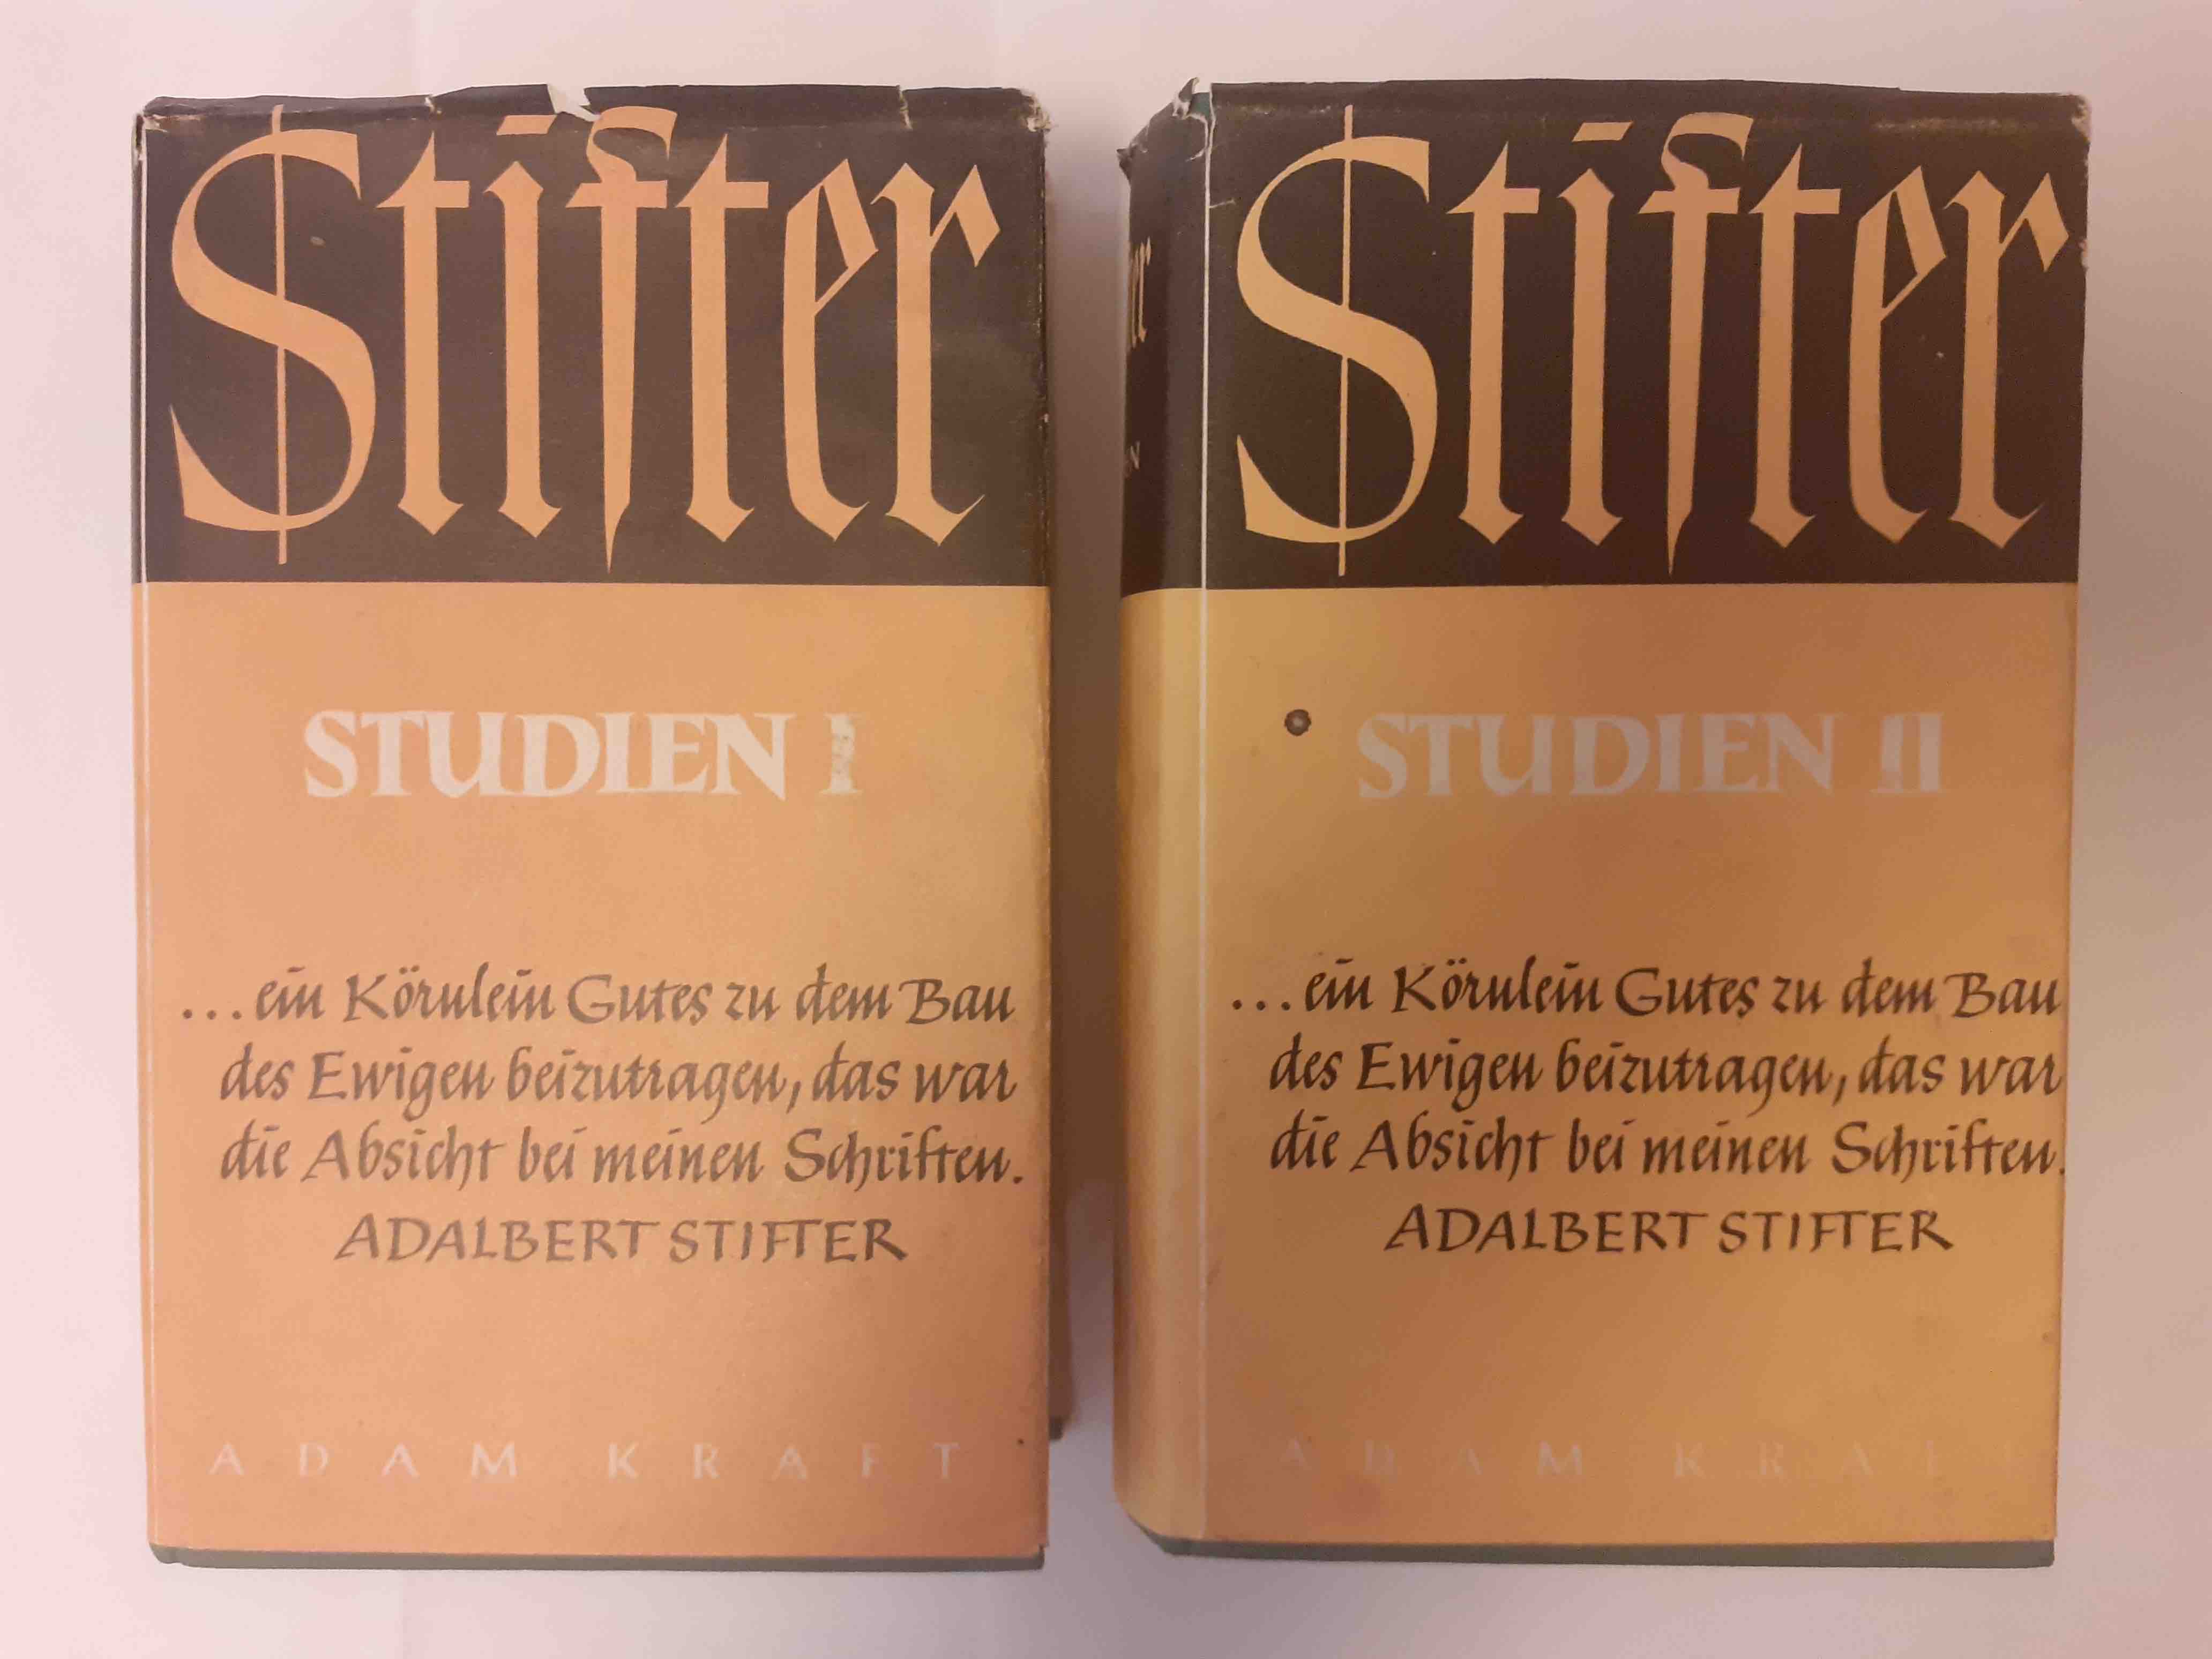 Stifter
STUDIEN I
...ein Körnlein Gutes zu dem Bau
des Ewigen beizutragen, das war
die Absicht bei meinen Schriften.
ADALBERT STIFTER
ADAM KRAFT
Stifter
STUDIEN II
...ein Körnlein Gutes zu dem Bau
des Ewigen beizutragen, das war
die Absicht bei meinen Schriften.
ADALBERT STIFTER
ADAM KRAFT